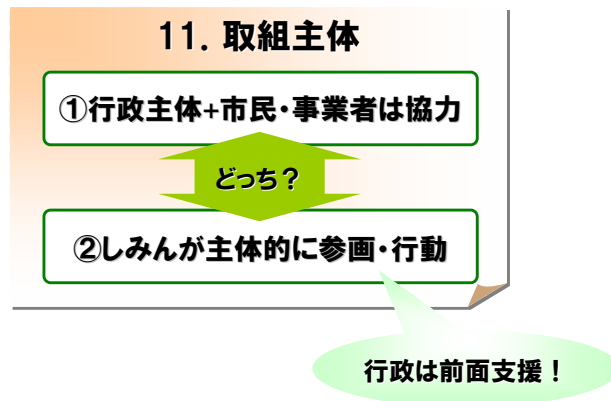 11. 取組主体
①行政主体+市民・事業者は協力
どっち？
②しみんが主体的に参画・行動
行政は前面支援！